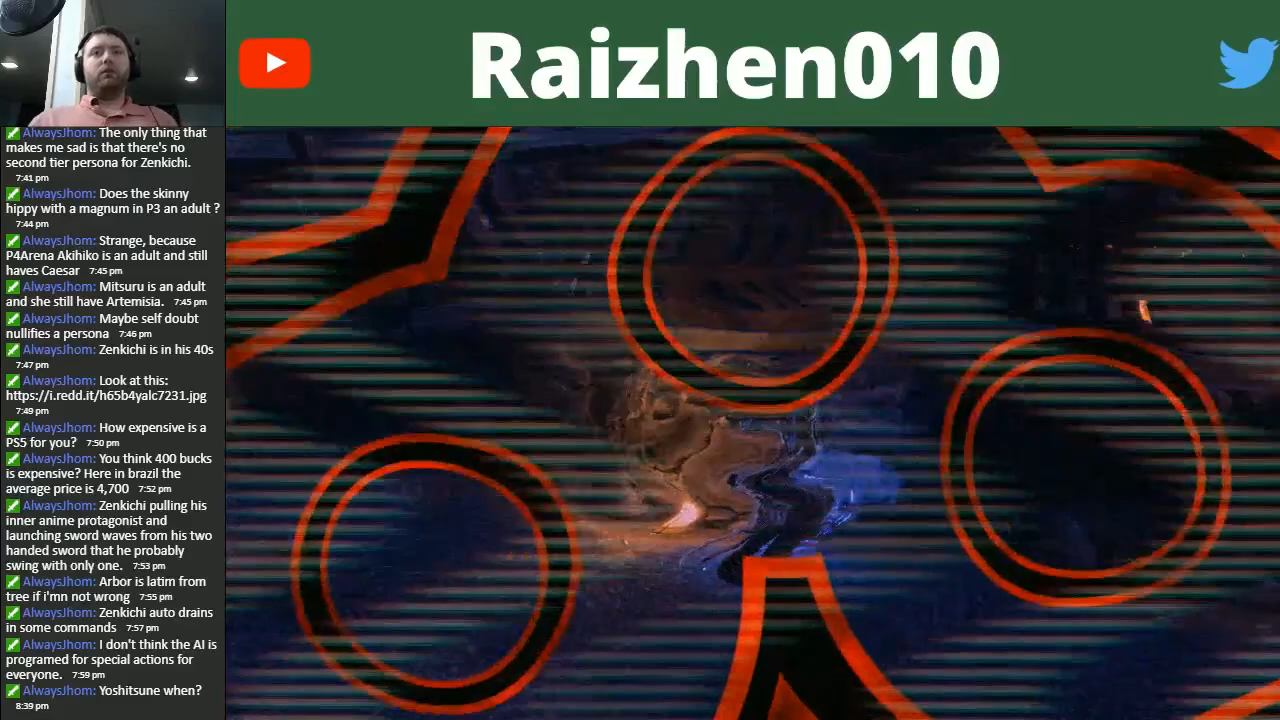 Raizhen010
AlwaysJhom: The only thing that
makes me sad is that there's no
second tier persona for Zenkichi.
7:41 pm
AlwaysJhom: Does the skinny
hippy with a magnum in P3 an adult ?
7:44 pm
AlwaysJhom: Strange, because
P4Arena Akihiko is an adult and still
haves Caesar 7:45 pm
AlwaysJhom: Mitsuru is an adult
and she still have Artemisia. 7:45 pm
AlwaysJhom: Maybe self doubt
nullifies a persona 7:46 pm
AlwaysJhom: Zenkichi is in his 40s
7:47 pm
AlwaysJhom: Look at this:
https://i.redd.it/h65b4yalc7231.jpg
7:49 pm
AlwaysJhom: How expensive is a
PS5 for you? 7:50 pm
AlwaysJhom: You think 400 bucks
is expensive? Here in brazil the
average price is 4,700 7:52 pm
AlwaysJhom: Zenkichi pulling his
inner anime protagonist and
launching sword waves from his two
handed sword that he probably
swing with only one. 7:53 pm
AlwaysJhom: Arbor is latim from
tree if i'mn not wrong 7:55 pm
AlwaysJhom: Zenkichi auto drains
in some commands 7:57 pm
AlwaysJhom: I don't think the AI is
programed for special actions for
everyone. 7:59 pm
AlwaysJhom: Yoshitsune when?
8:39 pm